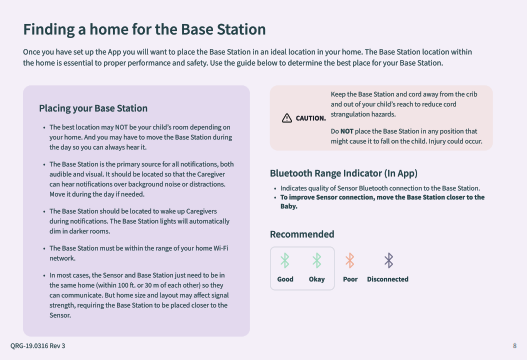 Finding a home for the Base Station
Once you have set up the App you will want to place the Base Station in an ideal location in your home. The Base Station location within
the home is essential to proper performance and safety. Use the guide below to determine the best place for your Base Station.
Placing your Base Station
• The best location may NOT be your child's room depending on
your home. And you may have to move the Base Station during
the day so you can always hear it.
• The Base Station is the primary source for all notifications, both
audible and visual. It should be located so that the Caregiver
can hear notifications over background noise or distractions.
Move it during the day if needed.
• The Base Station should be located to wake up Caregivers
during notifications. The Base Station lights will automatically
dim in darker rooms.
• The Base Station must be within the range of your home Wi-Fi
network.
• In most cases, the Sensor and Base Station just need to be in
the same home (within 100 ft. or 30 m of each other) so they
can communicate. But home size and layout may affect signal
strength, requiring the Base Station to be placed closer to the
Sensor.
CAUTION.
Keep the Base Station and cord away from the crib
and out of your child's reach to reduce cord
strangulation hazards.
Do NOT place the Base Station in any position that
might cause it to fall on the child. Injury could occur.
Bluetooth Range Indicator (In App)
• Indicates quality of Sensor Bluetooth connection to the Base Station.
• To improve Sensor connection, move the Base Station closer to the
Baby.
Recommended
Good Okay Poor Disconnected
QRG-19.0316 Rev 3
8